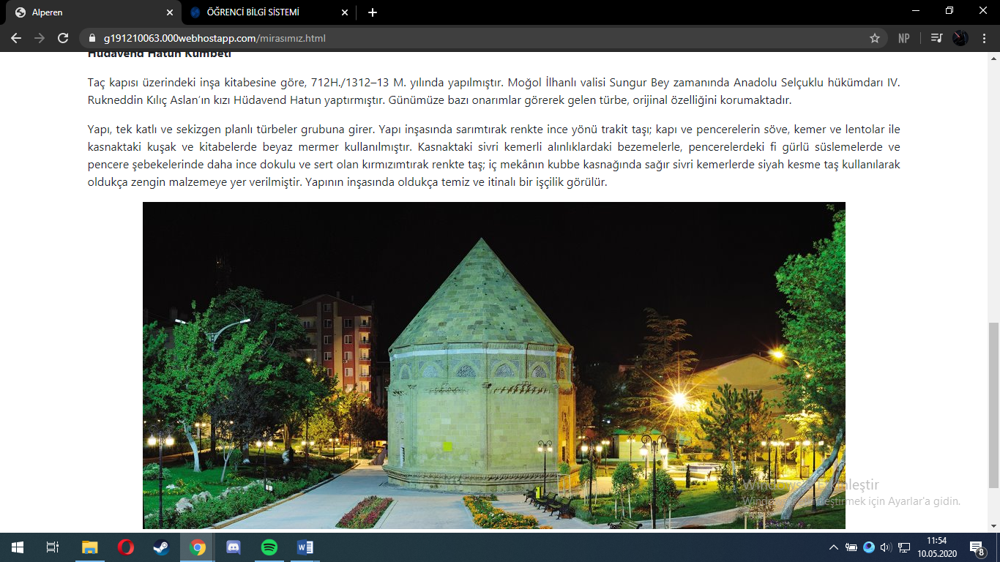 Alperen
ÖĞRENCİ BİLGİ SİSTEMİ
g191210063.000webhostapp.com/mirasımız.html
NP
Hüdavend Hatun Kümbeti
Taç kapısı üzerindeki inşa kitabesine göre, 712H./1312–13 M. yılında yapılmıştır. Moğol İlhanlı valisi Sungur Bey zamanında Anadolu Selçuklu hükümdarı IV.
Rukneddin Kılıç Aslan’ın kızı Hüdavend Hatun yaptırmıştır. Günümüze bazı onarımlar görerek gelen türbe, orijinal özelliğini korumaktadır.
Yapı, tek katlı ve sekizgen planlı türbeler grubuna girer. Yapı inşasında sarımtırak renkte ince yönü trakit taşı; kapı ve pencerelerin söve, kemer ve lentolar ile
kasnaktaki kuşak ve kitabelerde beyaz mermer kullanılmıştır. Kasnaktaki sivri kemerli alınlıklardaki bezemelerle, pencerelerdeki fi gürlü süslemelerde ve
pencere şebekelerinde daha ince dokulu ve sert olan kırmızımtırak renkte taş; iç mekânın kubbe kasnağında sağır sivri kemerlerde siyah kesme taş kullanılarak
oldukça zengin malzemeye yer verilmiştir. Yapının inşasında oldukça temiz ve itinalı bir işçilik görülür.
Windows'u Etkinleştir
Windows'u etkinleştirmek için Ayarlar'a gidin.
11:54
10.05.2020
8